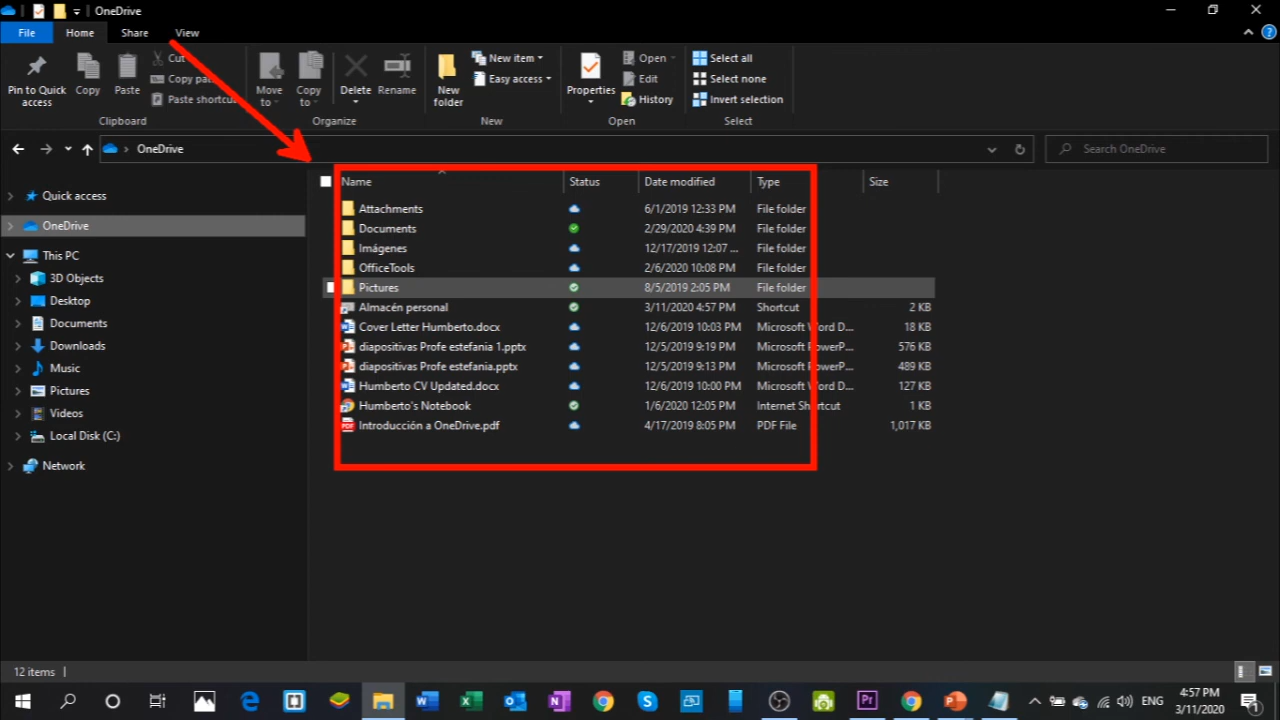 OneDrive
File Home Share View
Pin to Quick access
Copy
Paste
Cut
Copy pa
Paste shortcu
Clipboard
Move to
Copy to
Delete
Rename
Organize
New folder
New item
Easy access
New
Properties
Open
Edit
History
Open
Select all
Select none
Invert selection
Select
OneDrive
Search OneDrive
Quick access
OneDrive
This PC
3D Objects
Desktop
Documents
Downloads
Music
Pictures
Videos
Local Disk (C:)
Network
Name Status Date modified Type Size
Attachments 6/1/2019 12:33 PM File folder
Documents 2/29/2020 4:39 PM File folder
Imágenes 12/17/2019 12:07 ... File folder
OfficeTools 2/6/2020 10:08 PM File folder
Pictures 8/5/2019 2:05 PM File folder
Almacén personal 3/11/2020 4:57 PM Shortcut 2 KB
Cover Letter Humberto.docx 12/6/2019 10:03 PM Microsoft Word D... 18 KB
diapositivas Profe estefania 1.pptx 12/5/2019 9:19 PM Microsoft PowerP... 576 KB
diapositivas Profe estefania.pptx 12/5/2019 9:13 PM Microsoft PowerP... 489 KB
Humberto CV Updated.docx 12/6/2019 10:00 PM Microsoft Word D... 127 KB
Humberto's Notebook 1/6/2020 12:05 PM Internet Shortcut 1 KB
Introducción a OneDrive.pdf 4/17/2019 8:05 PM PDF File 1,017 KB
12 items
ENG
4:57 PM
3/11/2020